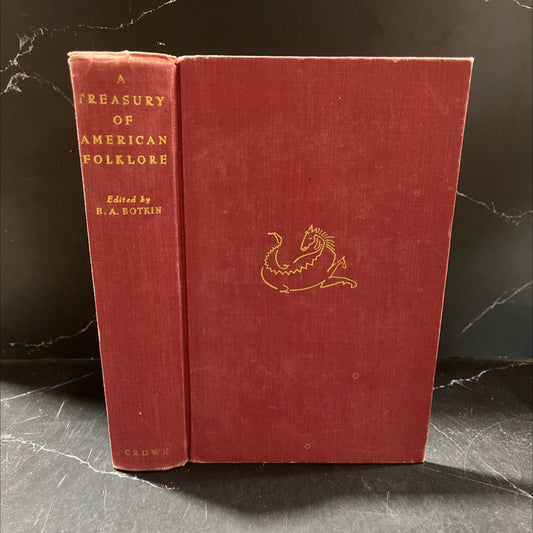 A
TREASURY
OF
AMERICAN
FOLKLORE
Edited by
B. A. BOTKIN
CROWN